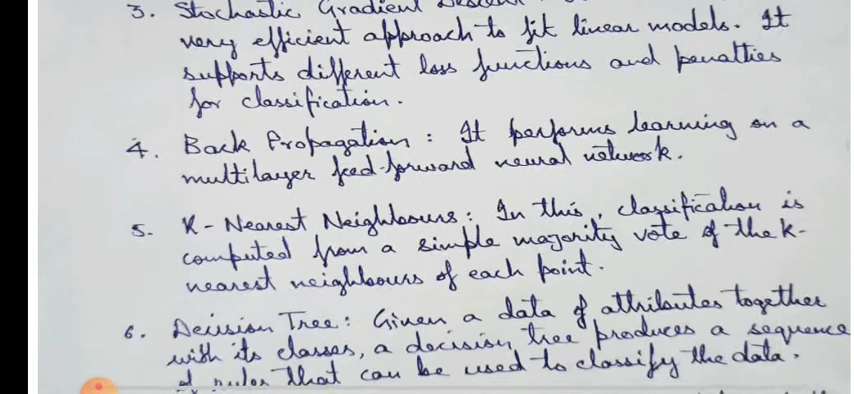 3. Stochastic Gradient Descent
very efficient approach to fit linear models. It
supports different loss functions and penalties
for classification.
4. Back Propagation : It performs learning on a
multilayer feed-forward neural network.
5. K-Nearest Neighbours: In this, classification is
computed from a simple majority vote of the K-
nearest neighbours of each point.
6. Decision Tree: Given a data of attributes together
with its classes, a decision tree produces a sequence
of rules that can be used to classify the data.